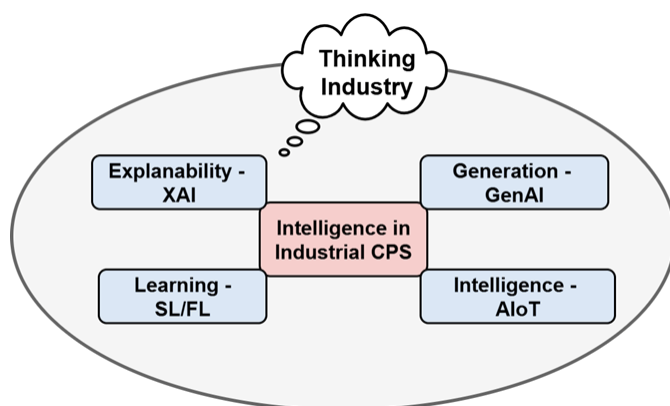 Thinking
Industry
Explanability -
XAI
Generation -
GenAI
Intelligence in
Industrial CPS
Learning -
SL/FL
Intelligence -
AIoT